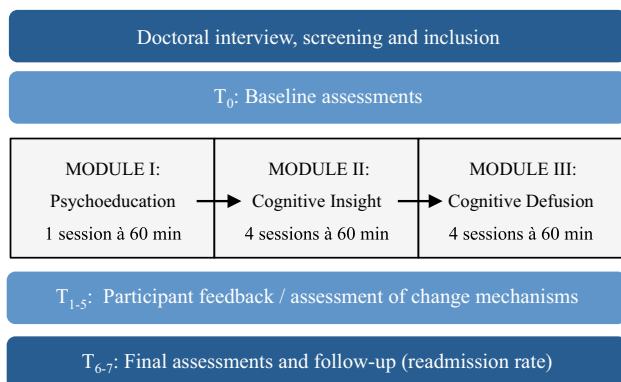 Doctoral interview, screening and inclusion
T0: Baseline assessments
MODULE I:
Psychoeducation
1 session à 60 min
MODULE II:
Cognitive Insight
4 sessions à 60 min
MODULE III:
Cognitive Defusion
4 sessions à 60 min
T1-5: Participant feedback / assessment of change mechanisms
T6-7: Final assessments and follow-up (readmission rate)